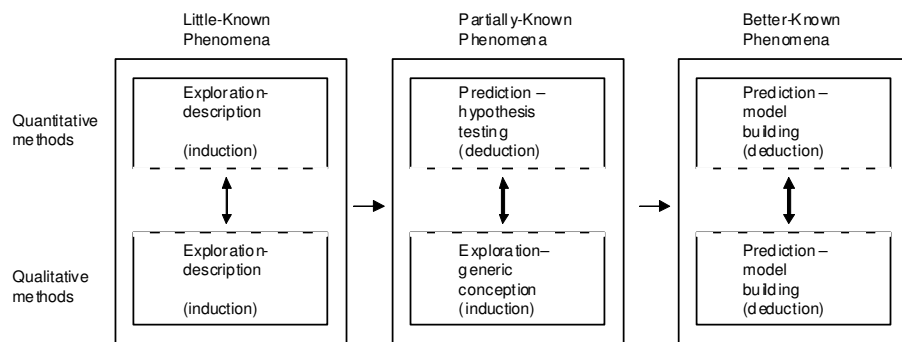 Little-Known
Phenomena
Partially-Known
Phenomena
Better-Known
Phenomena
Quantitative
methods
Exploration-
description
(induction)
Prediction –
hypothesis
testing
(deduction)
Prediction –
model
building
(deduction)
Qualitative
methods
Exploration-
description
(induction)
Exploration–
generic
conception
(induction)
Prediction –
model
building
(deduction)